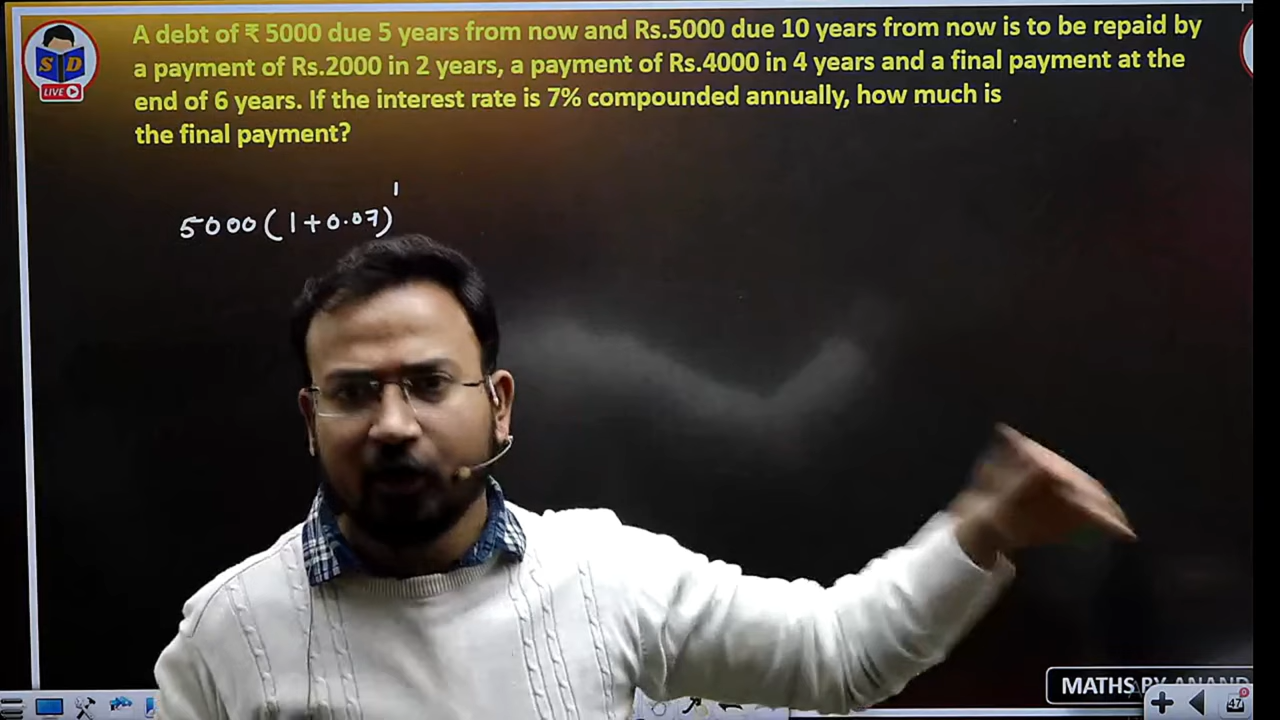 A debt of ₹ 5000 due 5 years from now and Rs.5000 due 10 years from now is to be repaid by
a payment of Rs.2000 in 2 years, a payment of Rs.4000 in 4 years and a final payment at the
end of 6 years. If the interest rate is 7% compounded annually, how much is
the final payment?
5000(1+0.07)¹
S D
LIVE
MATHS BY ANAND
47